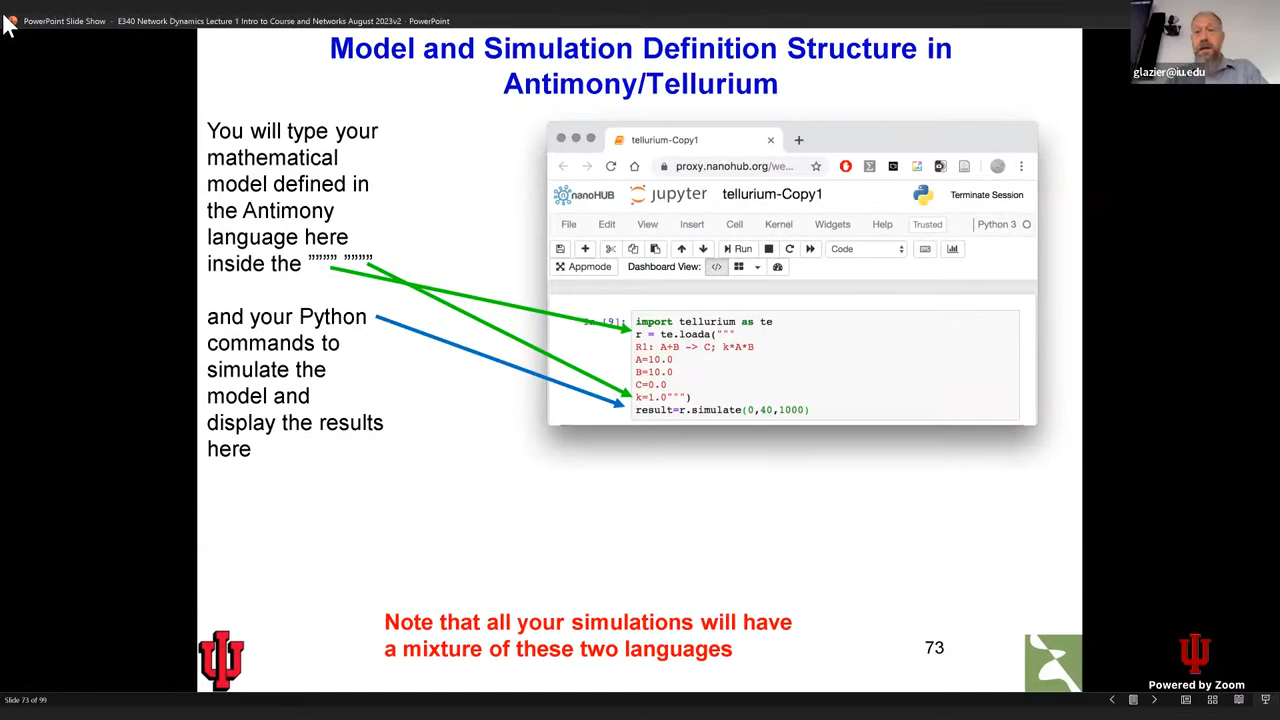 PowerPoint Slide Show - E340 Network Dynamics Lecture 1 Intro to Course and Networks August 2023v2 - PowerPoint
glazier@iu.edu
Model and Simulation Definition Structure in
Antimony/Tellurium
You will type your
mathematical
model defined in
the Antimony
language here
inside the ”””” ””””
and your Python
commands to
simulate the
model and
display the results
here
tellurium-Copy1
proxy.nanohub.org/we...
nanoHUB
jupyter
tellurium-Copy1
Terminate Session
File Edit View Insert Cell Kernel Widgets Help Trusted Python 3
Run Code
Appmode Dashboard View:
In [9]: import tellurium as te
r = te.loada("""
R1: A+B -> C; k*A*B
A=10.0
B=10.0
C=0.0
k=1.0""")
result=r.simulate(0,40,1000)
Note that all your simulations will have
a mixture of these two languages
73
Powered by Zoom
Slide 73 of 99